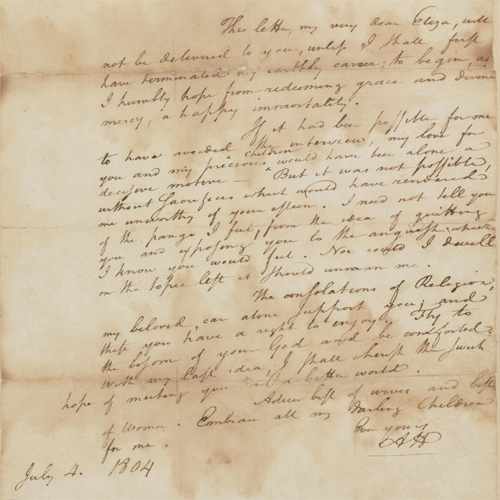 This letter, my very dear Eliza, will
not be delivered to you, unless I shall first
have terminated my earthly career; to begin, as
I humbly hope from redeeming grace and divine
mercy, a happy immortality.
If it had been possible for me
to have avoided the interview, my love for
you and my precious children would have been alone a
decisive motive. But it was not possible,
without sacrifices which would have rendered
me unworthy of your esteem. I need not tell you
of the pangs I feel, from the idea of quitting
you and exposing you to the anguish which
I know you would feel. Nor could I dwell
on the topic lest it should unman me.
The consolations of Religion,
my beloved, can alone support you; and
these you have a right to enjoy. Fly to
the bosom of your God and be comforted.
With my last idea, I shall cherish the sweet
hope of meeting you in a better world.
Adieu best of wives and best
of Women. Embrace all my darling Children
for me.
Ever yours
AH
July 4. 1804